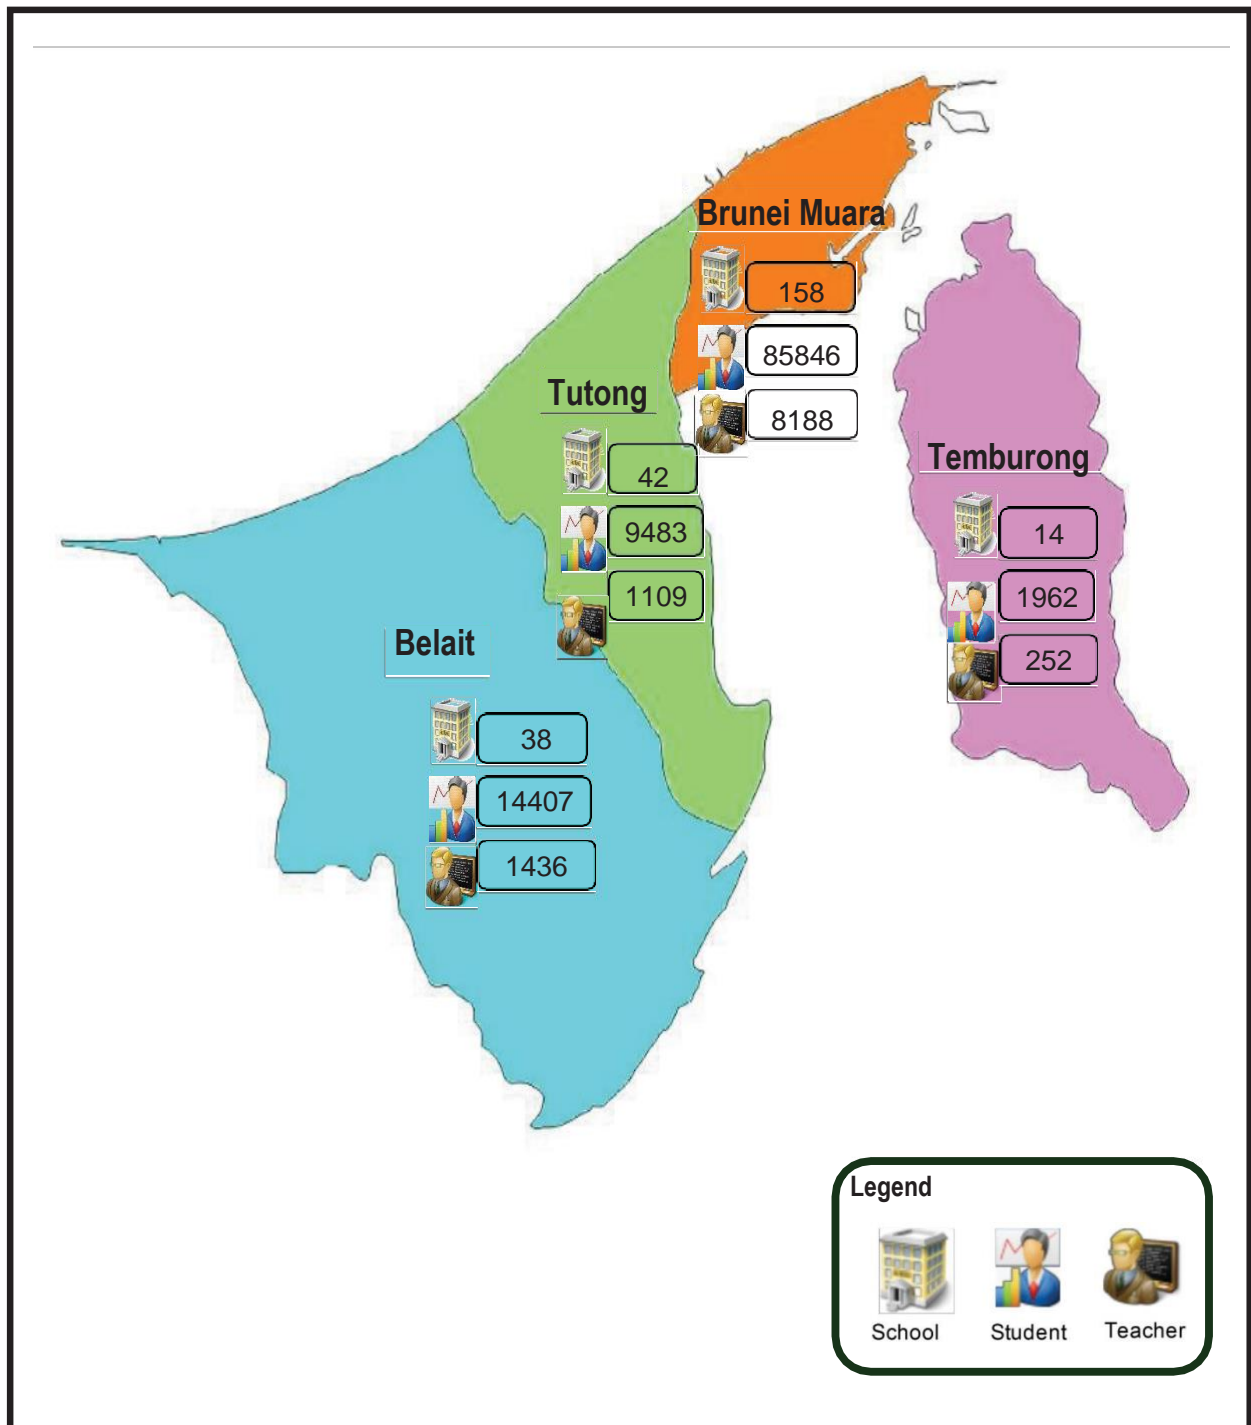 Brunei Muara
158
85846
8188
Tutong
42
9483
1109
Temburong
14
1962
252
Belait
38
14407
1436
Legend
School Student Teacher